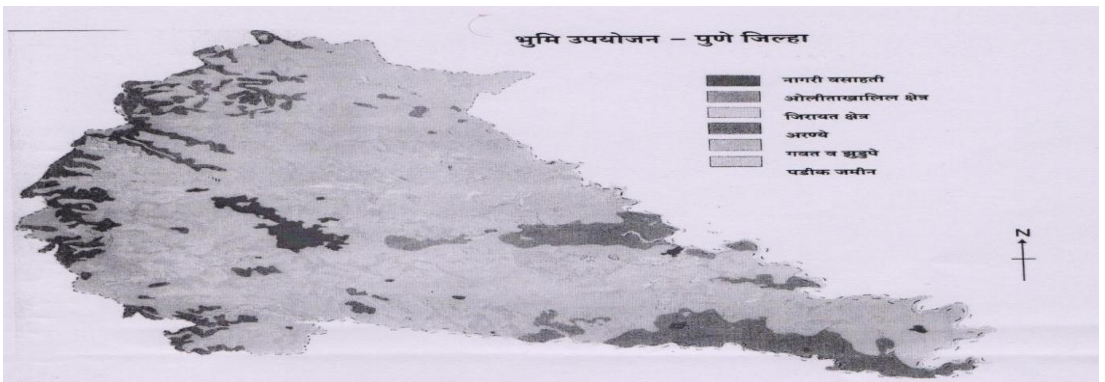 भुमि उपयोजन – पुणे जिल्हा
नागरी वसाहती
ओलीताखालिल क्षेत्र
जिरायत क्षेत्र
अरण्ये
गवत व झुडुपे
पडीक जमीन
N